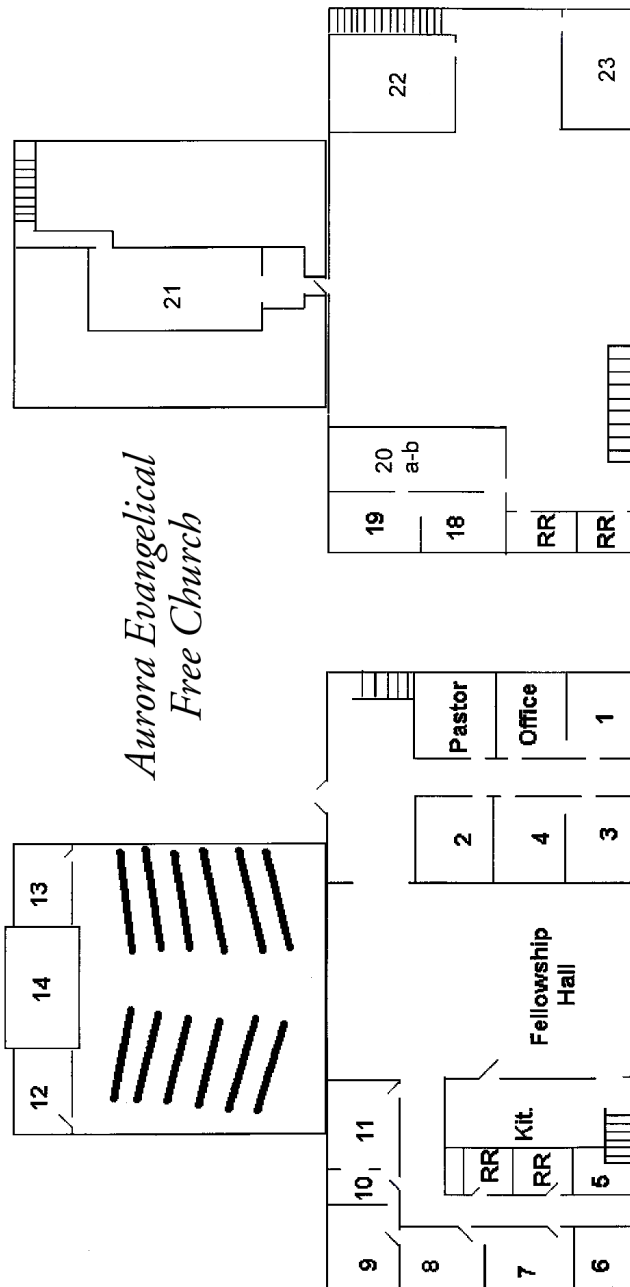 Aurora Evangelical
Free Church
12
14
13
9
10
11
8
7
6
RR
RR
5
Kit.
Fellowship
Hall
2
4
3
Pastor
Office
1
21
19
18
20
a-b
RR
RR
22
23